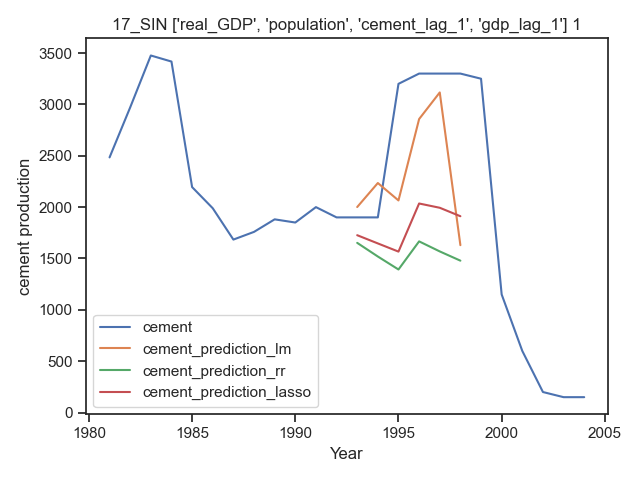 17_SIN ['real_GDP', 'population', 'cement_lag_1', 'gdp_lag_1'] 1
3500
3000
2500
2000
1500
1000
500
0
cement production
cement
cement_prediction_lm
cement_prediction_rr
cement_prediction_lasso
1980 1985 1990 1995 2000 2005
Year